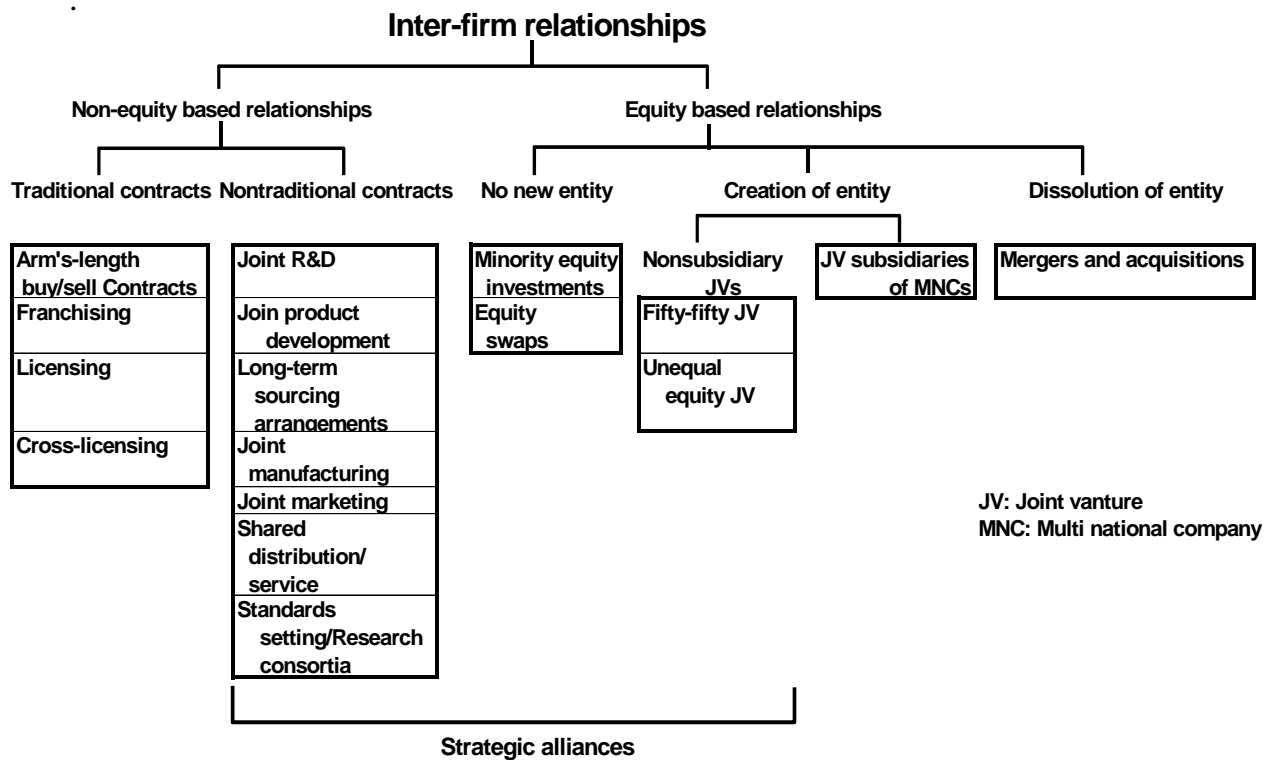 .
Inter-firm relationships
Non-equity based relationships
Equity based relationships
Traditional contracts
Nontraditional contracts
No new entity
Creation of entity
Dissolution of entity
Arm's-length
buy/sell Contracts
Franchising
Licensing
Cross-licensing
Joint R&D
Join product
development
Long-term
sourcing
arrangements
Joint
manufacturing
Joint marketing
Shared
distribution/
service
Standards
setting/Research
consortia
Minority equity
investments
Equity
swaps
Nonsubsidiary
JVs
Fifty-fifty JV
Unequal
equity JV
JV subsidiaries
of MNCs
Mergers and acquisitions
JV: Joint vanture
MNC: Multi national company
Strategic alliances